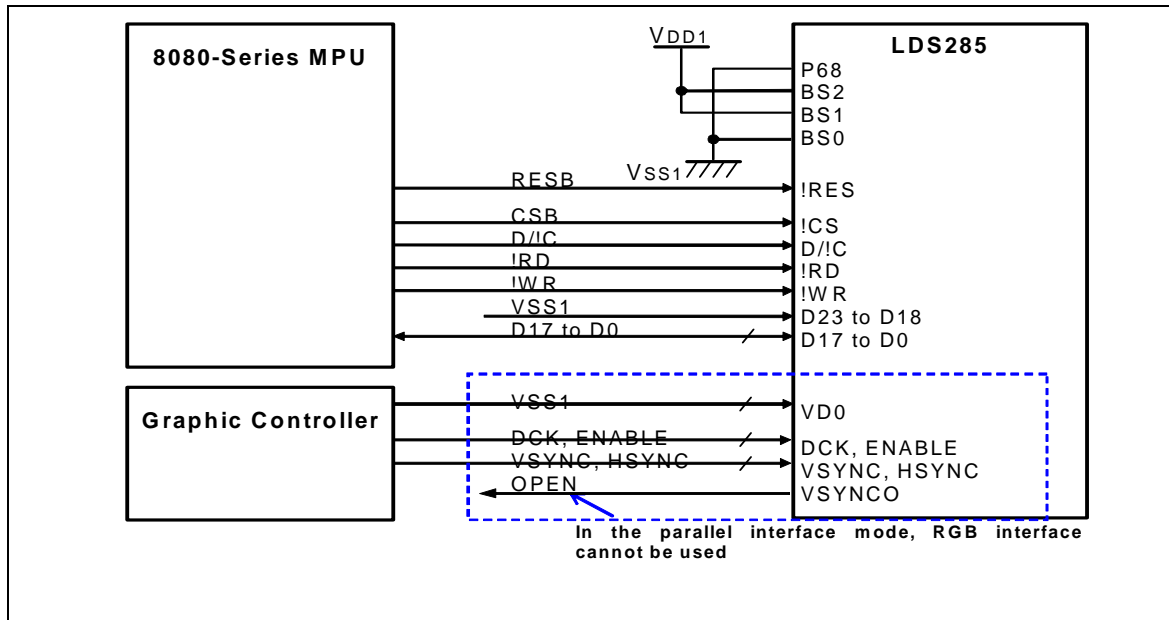 8080-Series MPU
VDD1
LDS285
P68
BS2
BS1
BS0
VSS1
RESB
!RES
CSB
!CS
D/!C
D/!C
!RD
!RD
!WR
!WR
VSS1
D23 to D18
D17 to D0
D17 to D0
Graphic Controller
VSS1
VD0
DCK, ENABLE
DCK, ENABLE
VSYNC, HSYNC
VSYNC, HSYNC
OPEN
VSYNCO
In the parallel interface mode, RGB interface
cannot be used